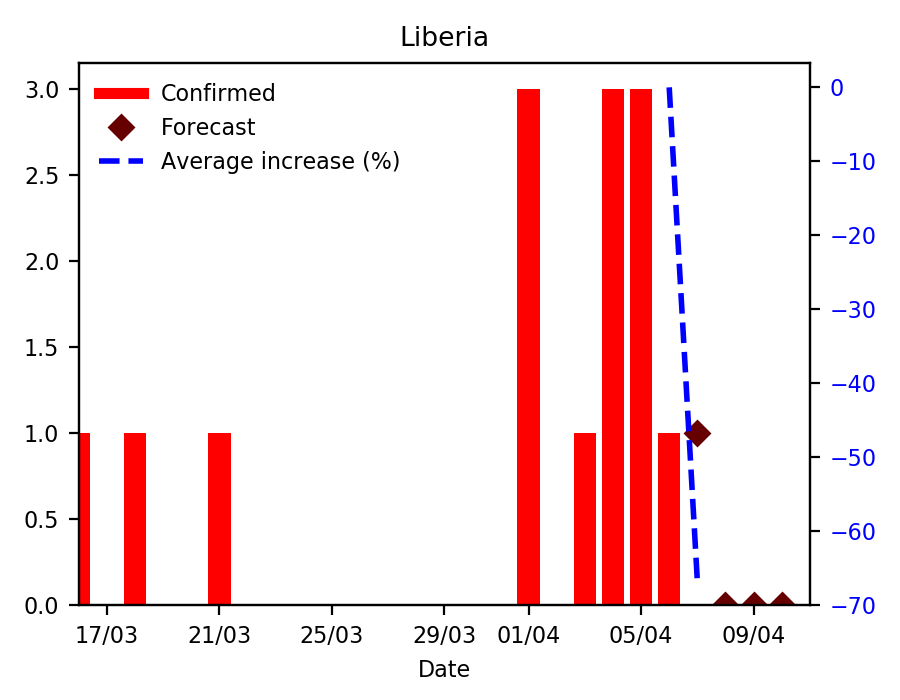 Liberia
Confirmed
Forecast
Average increase (%)
3.0
2.5
2.0
1.5
1.0
0.5
0.0
0
−10
−20
−30
−40
−50
−60
−70
17/03 21/03 25/03 29/03 01/04 05/04 09/04
Date